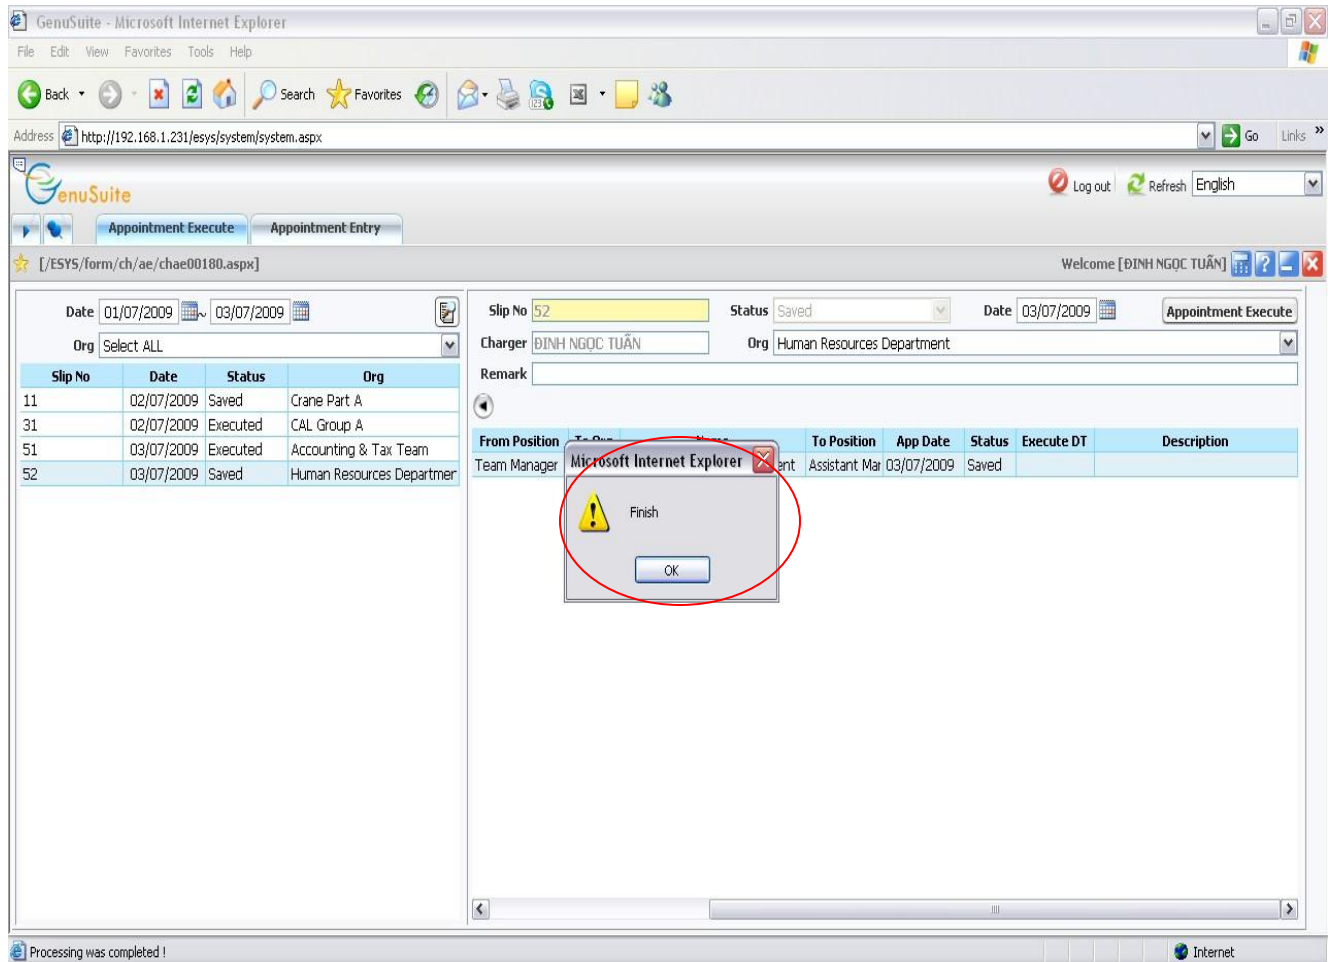 GenuSuite - Microsoft Internet Explorer
File Edit View Favorites Tools Help
Back Search Favorites
Address http://192.168.1.231/esys/system/system.aspx Go Links »
GenuSuite
Log out Refresh English
Appointment Execute Appointment Entry
[/ESYS/form/ch/ae/chae00180.aspx] Welcome [ĐINH NGỌC TUẤN]
Date 01/07/2009 ~ 03/07/2009
Org Select ALL
Slip No Date Status Org
11 02/07/2009 Saved Crane Part A
31 02/07/2009 Executed CAL Group A
51 03/07/2009 Executed Accounting & Tax Team
52 03/07/2009 Saved Human Resources Departmer
Slip No 52 Status Saved Date 03/07/2009 Appointment Execute
Charger ĐINH NGỌC TUẤN Org Human Resources Department
Remark
From Position To Position App Date Status Execute DT Description
Team Manager ent Assistant Mar 03/07/2009 Saved
Microsoft Internet Explorer
Finish
OK
Processing was completed ! Internet